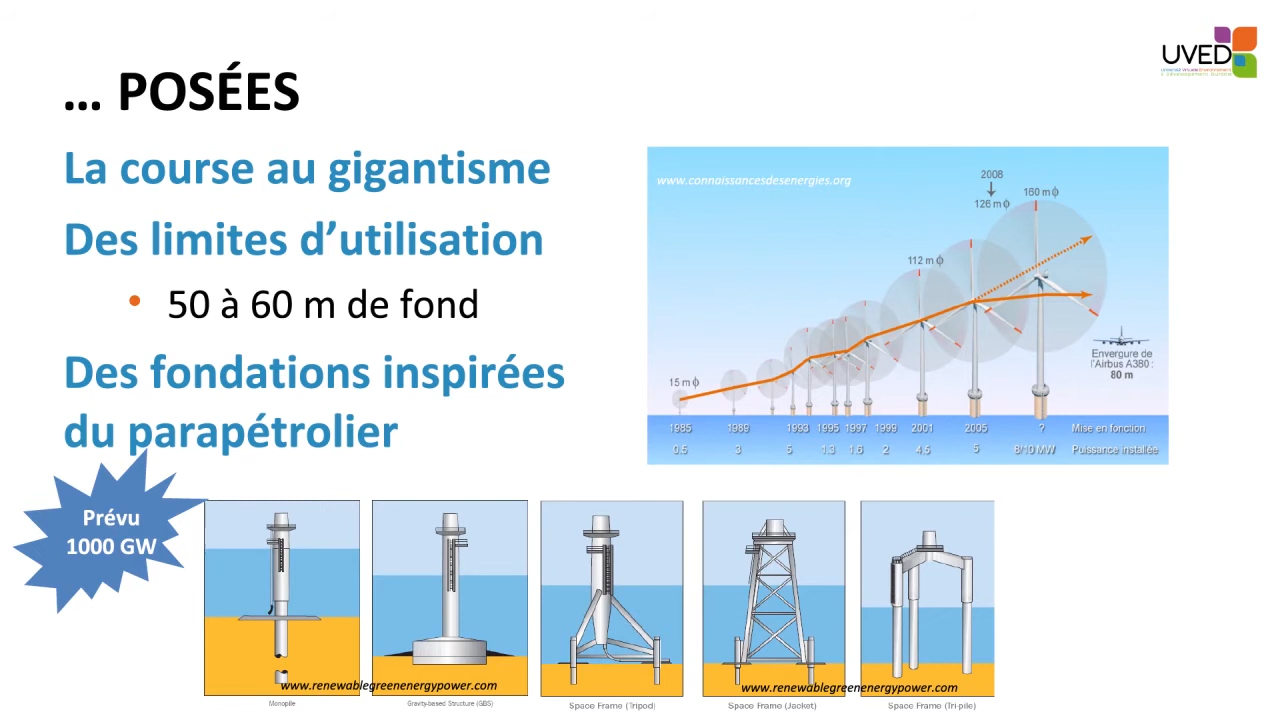 UVED
… POSÉES
La course au gigantisme
Des limites d’utilisation
• 50 à 60 m de fond
Des fondations inspirées
du parapétrolier
Prévu
1000 GW
www.connaissancesdesenergies.org
2008
126 m ϕ
160 m ϕ
112 m ϕ
15 m ϕ
Envergure de
l’Airbus A380 :
80 m
1985 1989 1993 1995 1997 1999 2001 2005 ? Mise en fonction
0.5 3 5 1.3 1.6 2 4.5 5 8/10 MW Puissance installée
www.renewablegreenenergypower.com
www.renewablegreenenergypower.com
Monopile
Gravity-based Structure (GBS)
Space Frame (Tripod)
Space Frame (Jacket)
Space Frame (Tri-pile)